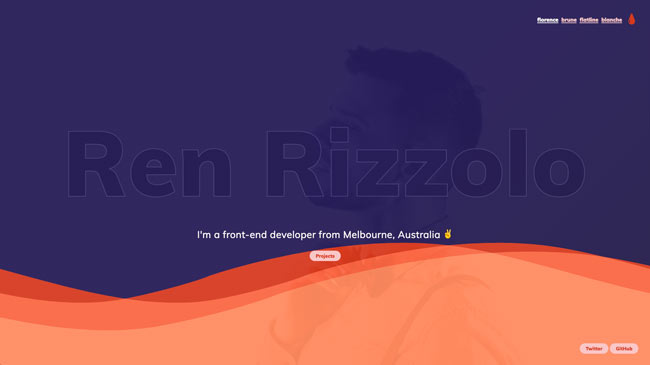 florence brune flatline blanche
Ren Rizzolo
I'm a front-end developer from Melbourne, Australia ✌
Projects
Twitter GitHub